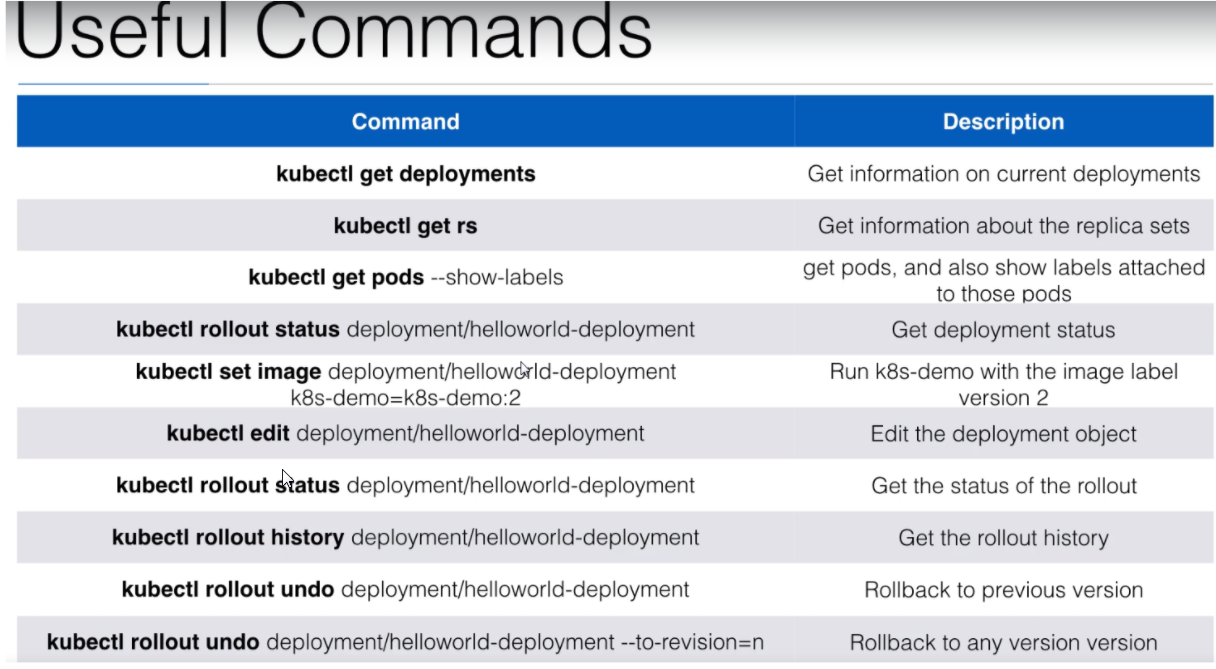 Useful Commands
Command Description
kubectl get deployments Get information on current deployments
kubectl get rs Get information about the replica sets
kubectl get pods --show-labels get pods, and also show labels attached
to those pods
kubectl rollout status deployment/helloworld-deployment Get deployment status
kubectl set image deployment/helloworld-deployment Run k8s-demo with the image label
k8s-demo=k8s-demo:2 version 2
kubectl edit deployment/helloworld-deployment Edit the deployment object
kubectl rollout status deployment/helloworld-deployment Get the status of the rollout
kubectl rollout history deployment/helloworld-deployment Get the rollout history
kubectl rollout undo deployment/helloworld-deployment Rollback to previous version
kubectl rollout undo deployment/helloworld-deployment --to-revision=n Rollback to any version version